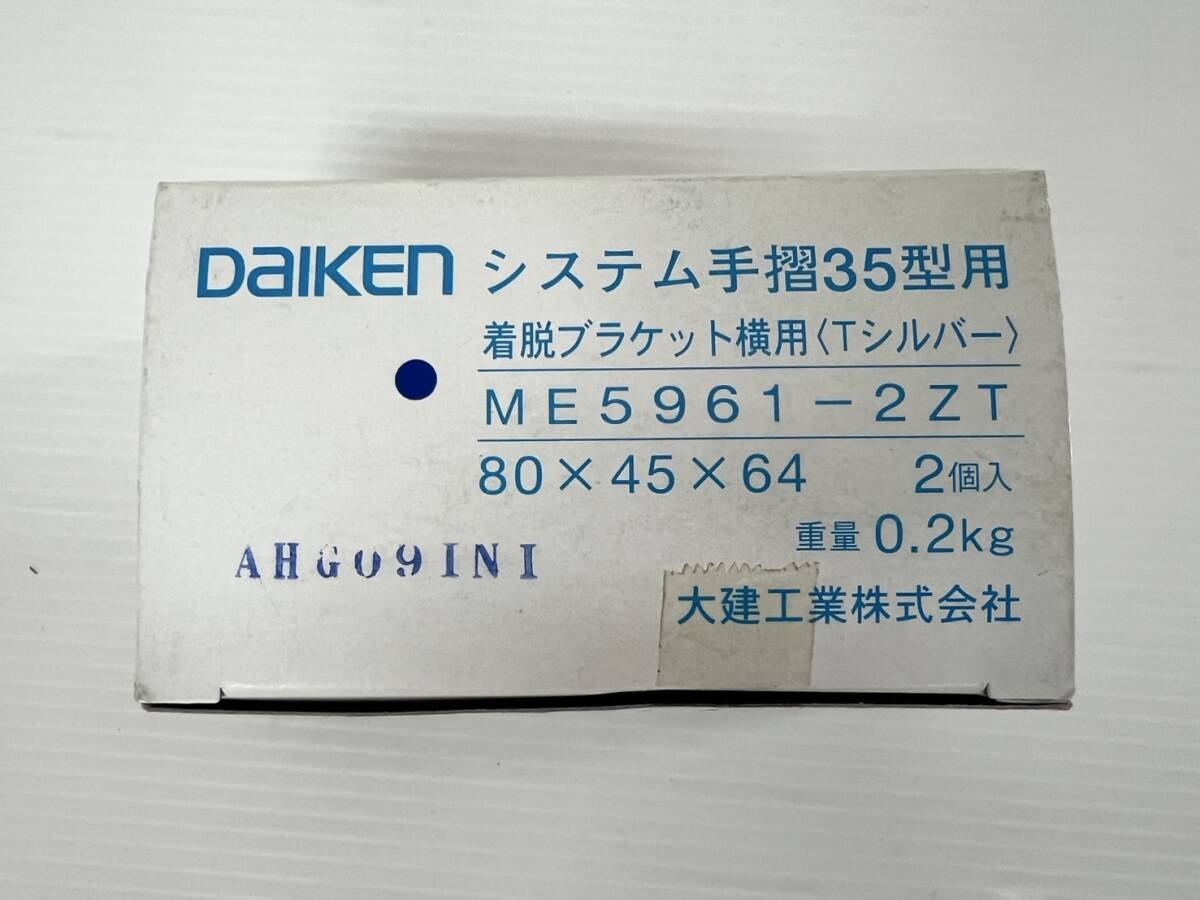 DAIKEN システム手摺35型用
着脱ブラケット横用〈Tシルバー〉
ME5961-2ZT
80×45×64 2個入
重量 0.2kg
AHG09INI
大建工業株式会社